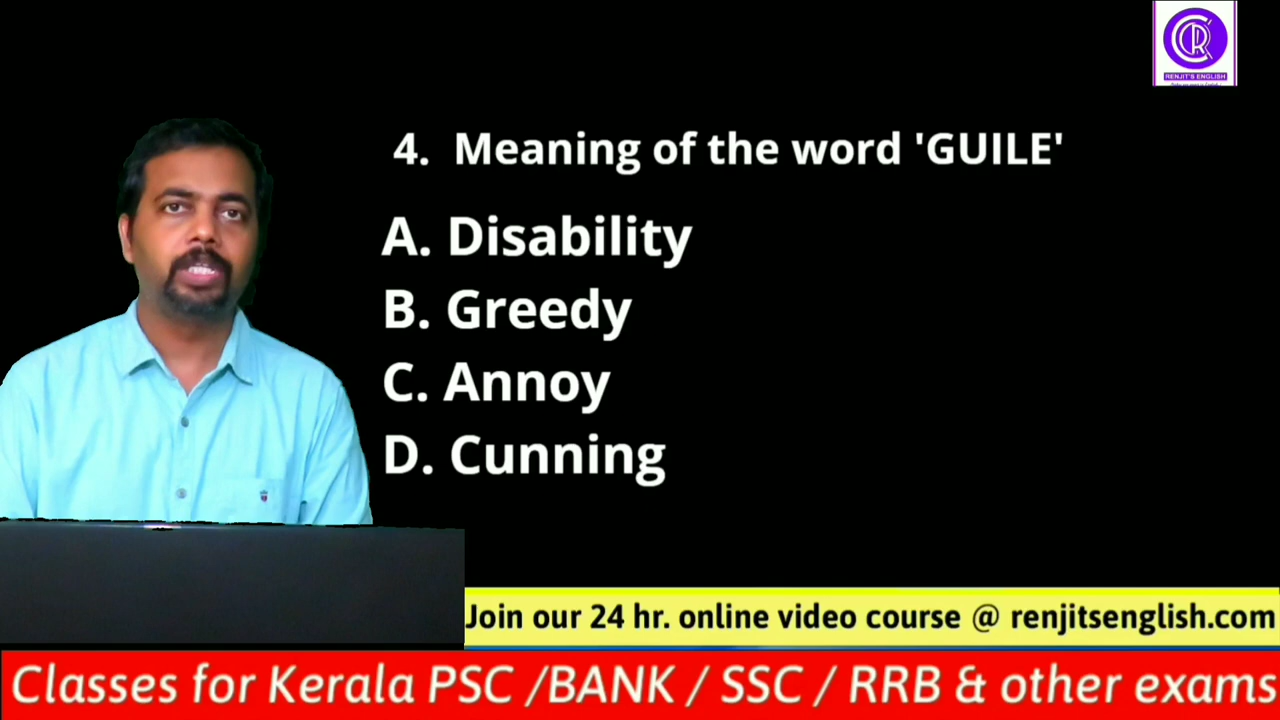 RENJIT'S ENGLISH
4. Meaning of the word 'GUILE'
A. Disability
B. Greedy
C. Annoy
D. Cunning
Join our 24 hr. online video course @ renjitsenglish.com
Classes for Kerala PSC /BANK / SSC / RRB & other exams